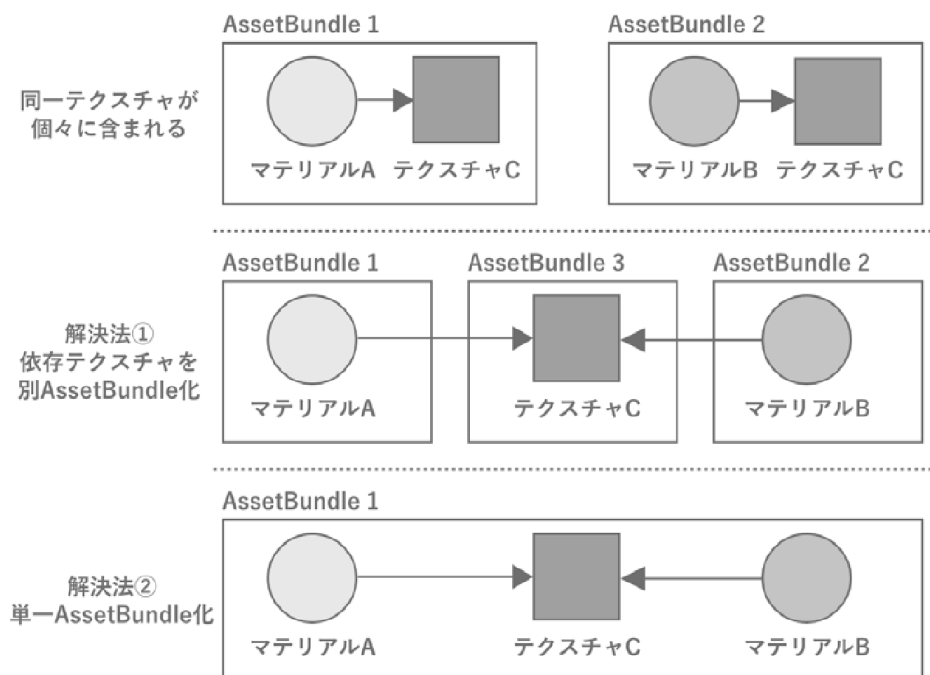 AssetBundle 1
AssetBundle 2
同一テクスチャが
個々に含まれる
マテリアルA
テクスチャC
マテリアルB
テクスチャC
AssetBundle 1
AssetBundle 3
AssetBundle 2
解決法①
依存テクスチャを
別AssetBundle化
マテリアルA
テクスチャC
マテリアルB
AssetBundle 1
解決法②
単一AssetBundle化
マテリアルA
テクスチャC
マテリアルB